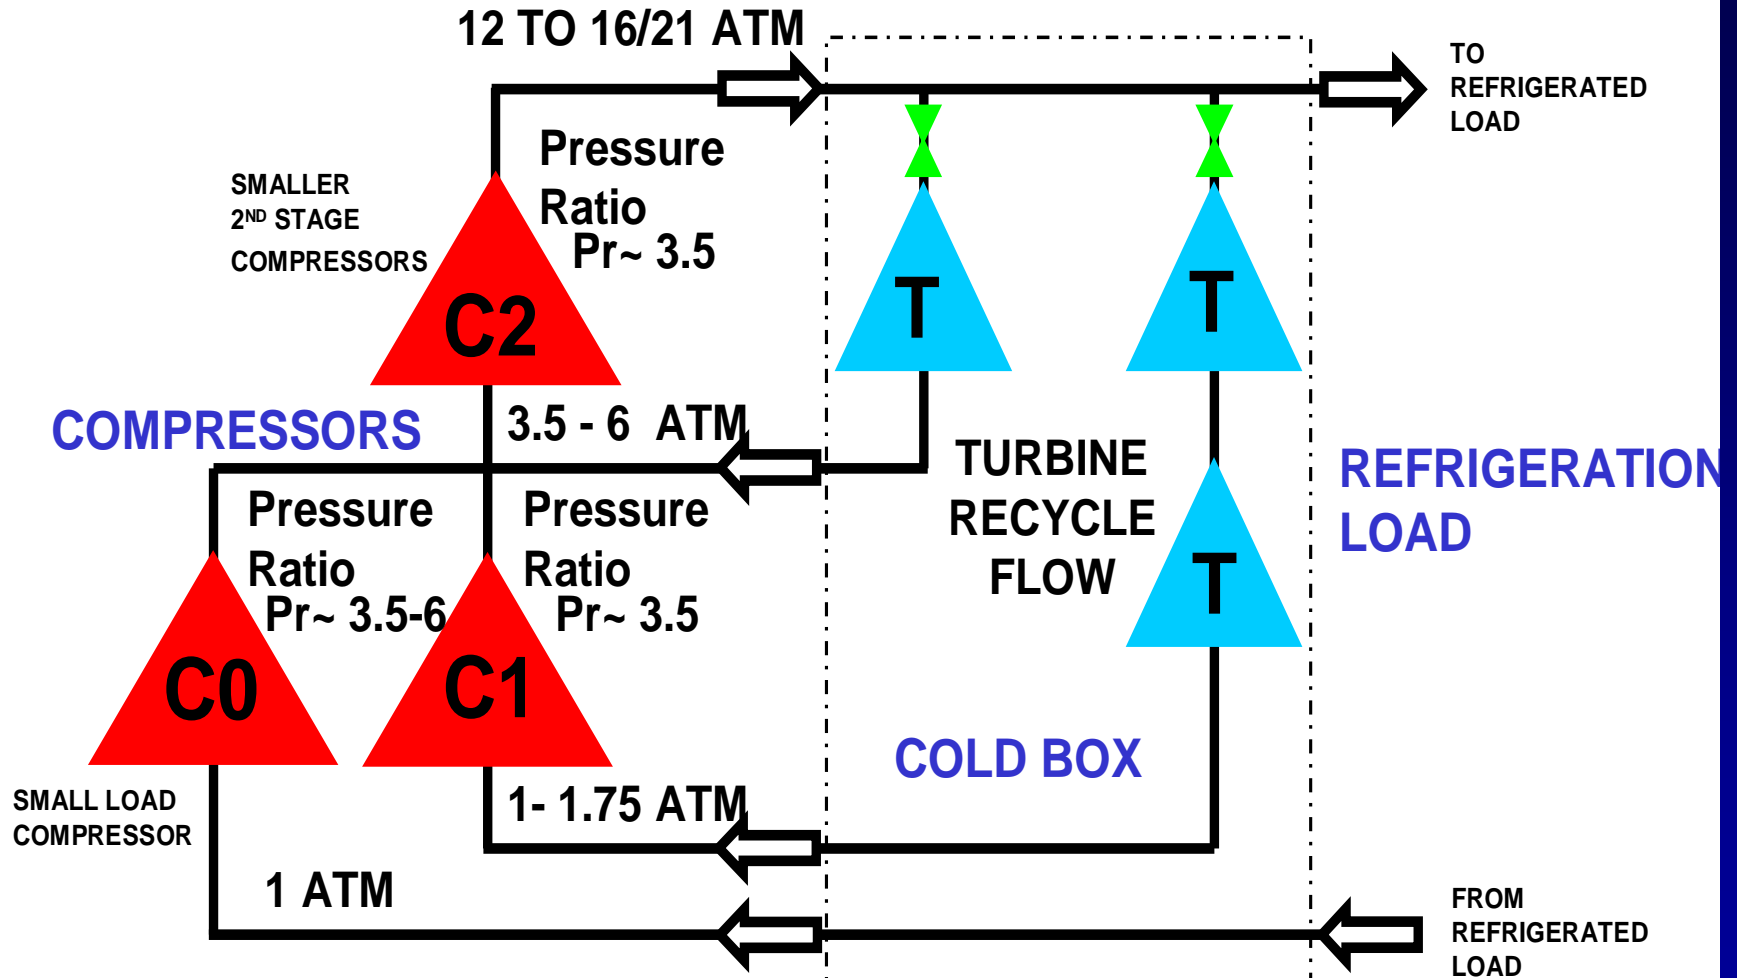 12 TO 16/21 ATM
TO
REFRIGERATED
LOAD
Pressure
Ratio
Pr~ 3.5
SMALLER
2ND STAGE
COMPRESSORS
C2
T
T
COMPRESSORS
3.5 - 6 ATM
TURBINE
RECYCLE
FLOW
REFRIGERATION
LOAD
Pressure
Ratio
Pr~ 3.5-6
Pressure
Ratio
Pr~ 3.5
T
C0
C1
COLD BOX
SMALL LOAD
COMPRESSOR
1- 1.75 ATM
1 ATM
FROM
REFRIGERATED
LOAD